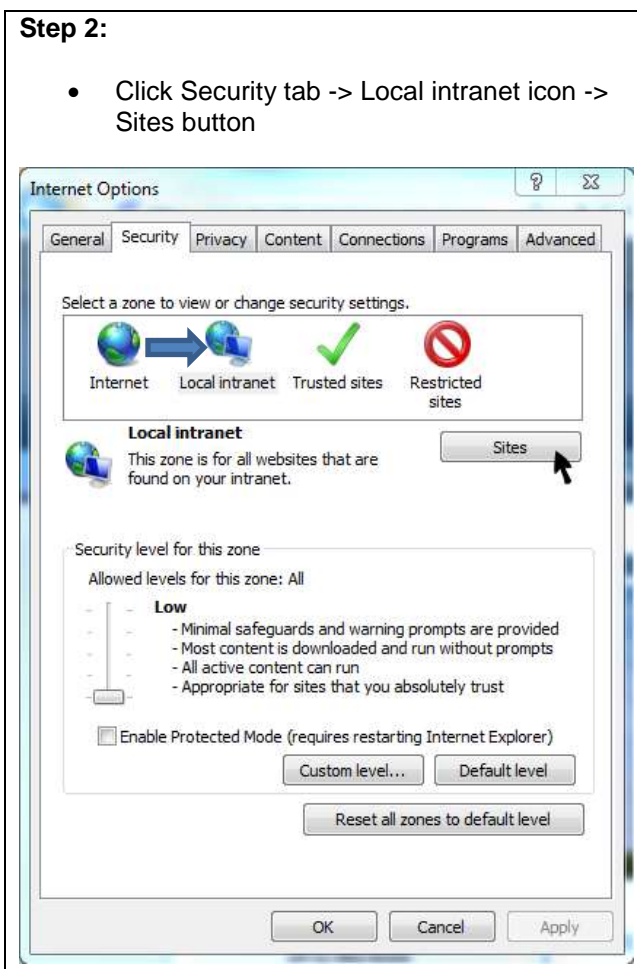 Step 2:
• Click Security tab -> Local intranet icon ->
Sites button
Internet Options
General Security Privacy Content Connections Programs Advanced
Select a zone to view or change security settings.
Internet Local intranet Trusted sites Restricted
sites
Local intranet
Sites
This zone is for all websites that are
found on your intranet.
Security level for this zone
Allowed levels for this zone: All
Low
- Minimal safeguards and warning prompts are provided
- Most content is downloaded and run without prompts
- All active content can run
- Appropriate for sites that you absolutely trust
Enable Protected Mode (requires restarting Internet Explorer)
Custom level... Default level
Reset all zones to default level
OK Cancel Apply